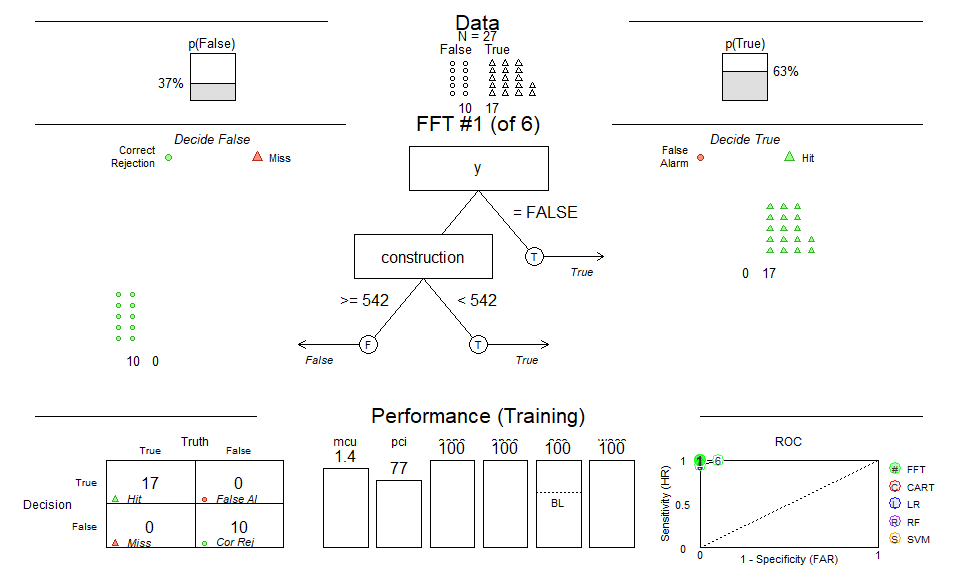 Data
p(False)
N = 27
p(True)
False True
37%
63%
10 17
FFT #1 (of 6)
Decide False
Decide True
Correct
Rejection
Miss
False
Alarm
Hit
y
= FALSE
construction
T
True
0 17
>= 542
< 542
F
T
False
True
10 0
Performance (Training)
Truth
True
False
Decision
True
17
0
Hit
False Al
False
0
10
Miss
Cor Rej
mcu
pci
1.4
77
100
100
100
100
BL
ROC
Sensitivity (HR)
1
0.5
0
1
6
0
1
1 - Specificity (FAR)
# FFT
C CART
L LR
R RF
S SVM